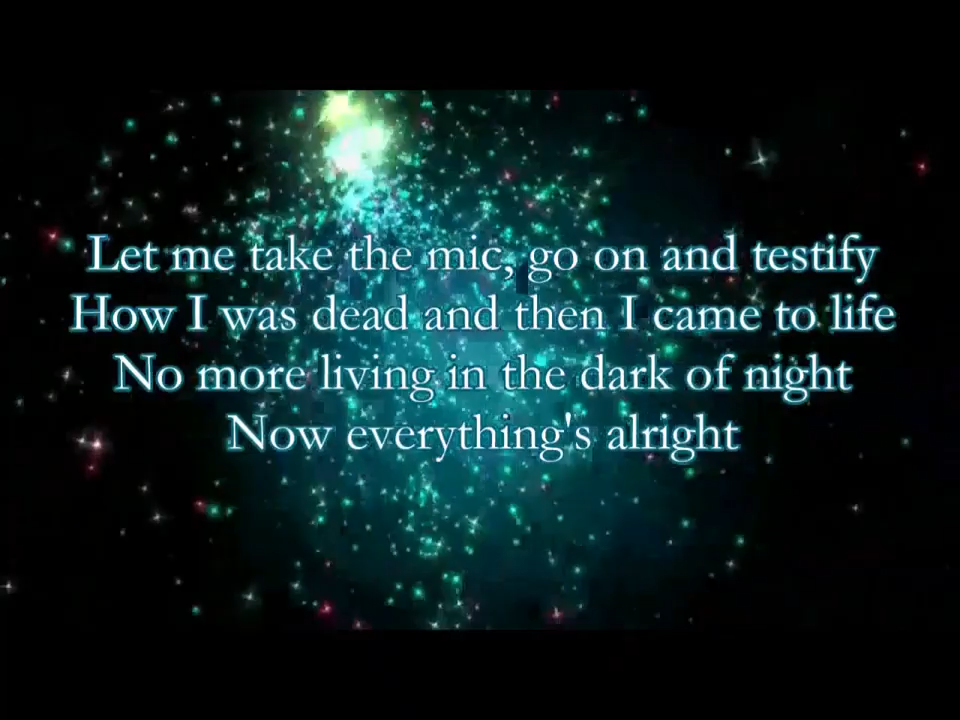 Let me take the mic, go on and testify
How I was dead and then I came to life
No more living in the dark of night
Now everything's alright